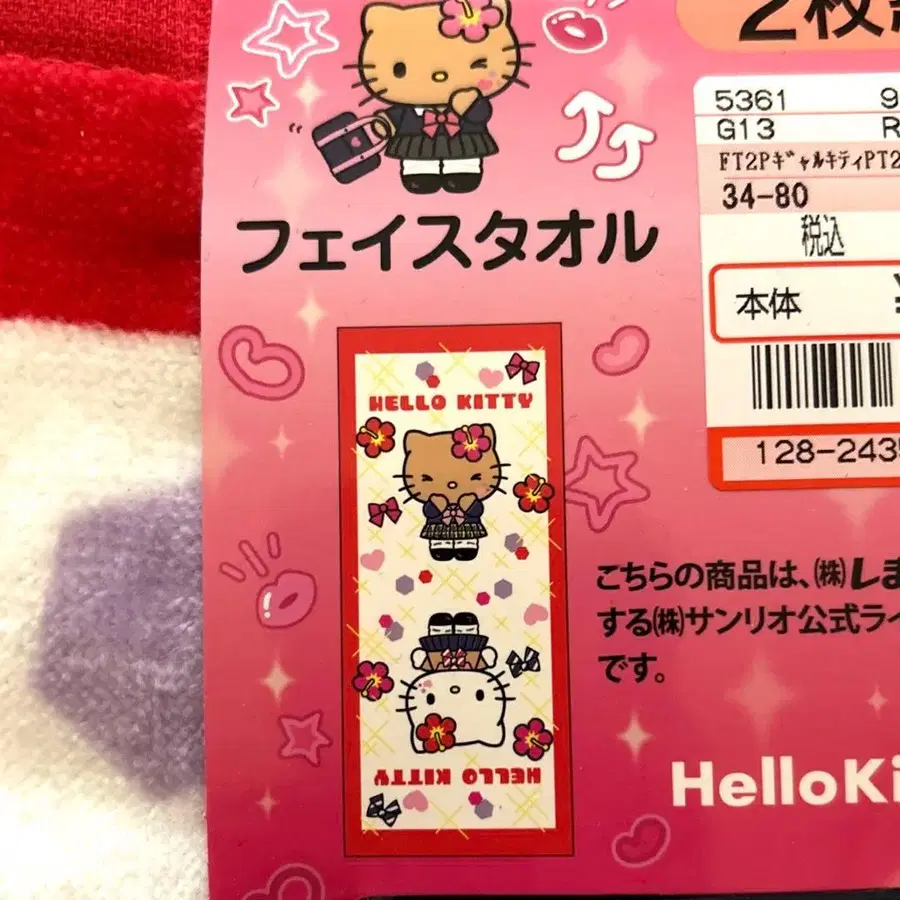 2枚
5361 9
G13 R
FT2PギャルキティPT2
34-80
税込
フェイスタオル
本体 ¥
128-2435
HELLO KITTY
HELLO KITTY
こちらの商品は、㈱しま
する㈱サンリオ公式ライ
です。
HelloKi